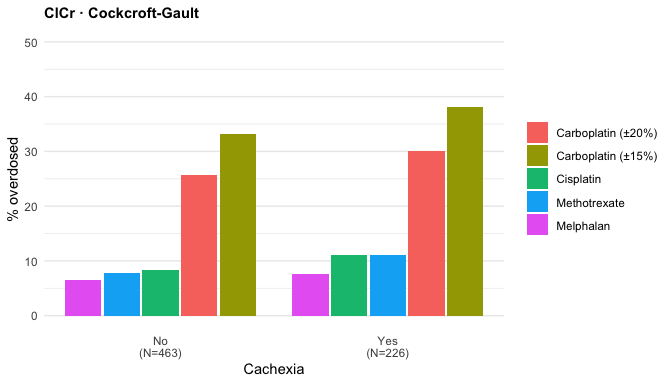 ClCr · Cockcroft-Gault
50
40
30
20
10
0
% overdosed
No
(N=463)
Yes
(N=226)
Cachexia
Carboplatin (±20%)
Carboplatin (±15%)
Cisplatin
Methotrexate
Melphalan